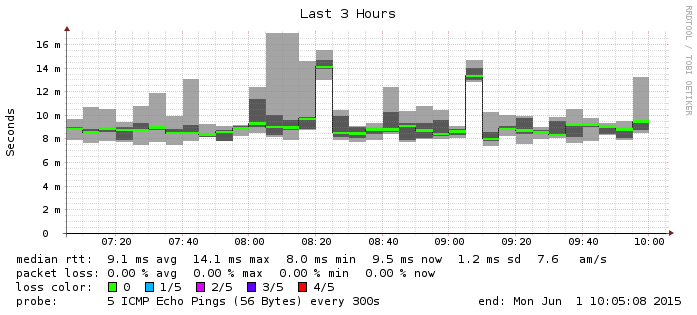 Last 3 Hours
RRDTOOL / TOBI OETIKER
Seconds
16 m
14 m
12 m
10 m
8 m
6 m
4 m
2 m
0
07:20 07:40 08:00 08:20 08:40 09:00 09:20 09:40 10:00
median rtt: 9.1 ms avg 14.1 ms max 8.0 ms min 9.5 ms now 1.2 ms sd 7.6 am/s
packet loss: 0.00 % avg 0.00 % max 0.00 % min 0.00 % now
loss color: 0 1/5 2/5 3/5 4/5
probe: 5 ICMP Echo Pings (56 Bytes) every 300s end: Mon Jun 1 10:05:08 2015